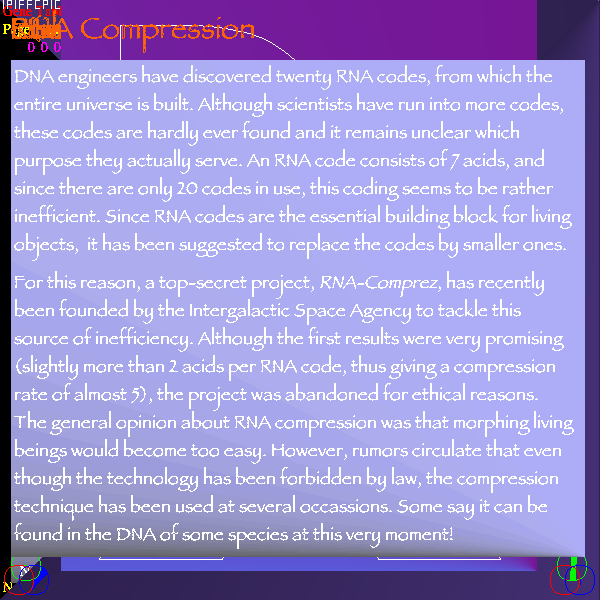 RNA Compression
DNA engineers have discovered twenty RNA codes, from which the
entire universe is built. Although scientists have run into more codes,
these codes are hardly ever found and it remains unclear which
purpose they actually serve. An RNA code consists of 7 acids, and
since there are only 20 codes in use, this coding seems to be rather
inefficient. Since RNA codes are the essential building block for living
objects, it has been suggested to replace the codes by smaller ones.
For this reason, a top-secret project, RNA-Comprez, has recently
been founded by the Intergalactic Space Agency to tackle this
source of inefficiency. Although the first results were very promising
(slightly more than 2 acids per RNA code, thus giving a compression
rate of almost 5), the project was abandoned for ethical reasons.
The general opinion about RNA compression was that morphing living
beings would become too easy. However, rumors circulate that even
though the technology has been forbidden by law, the compression
technique has been used at several occassions. Some say it can be
found in the DNA of some species at this very moment!